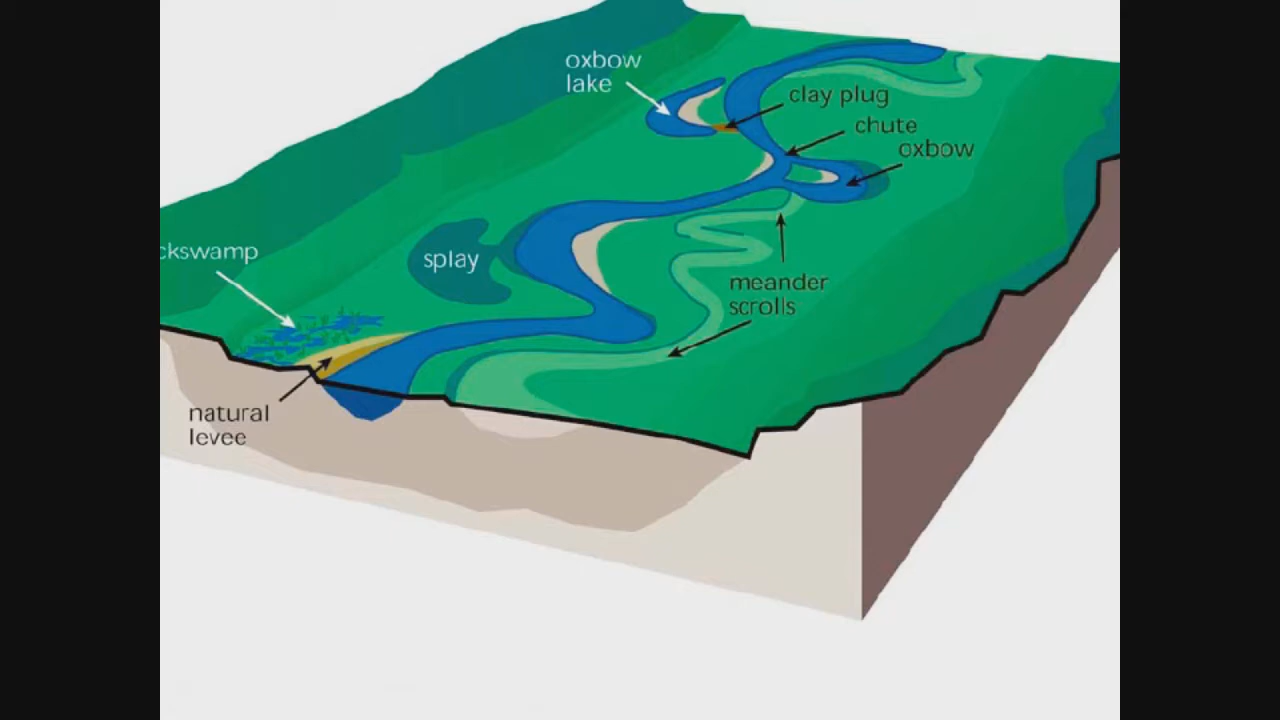 oxbow
lake
clay plug
chute
oxbow
ckswamp
splay
meander
scrolls
natural
levee